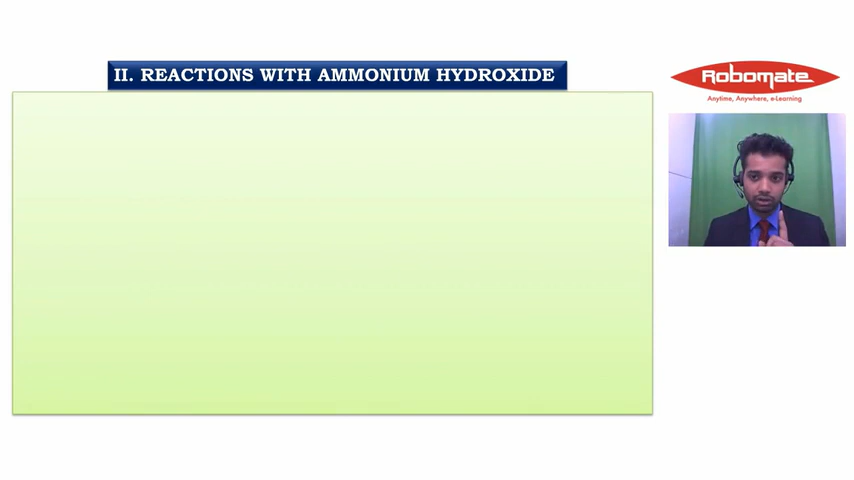 II. REACTIONS WITH AMMONIUM HYDROXIDE
Robomate
Anytime, Anywhere, e-Learning